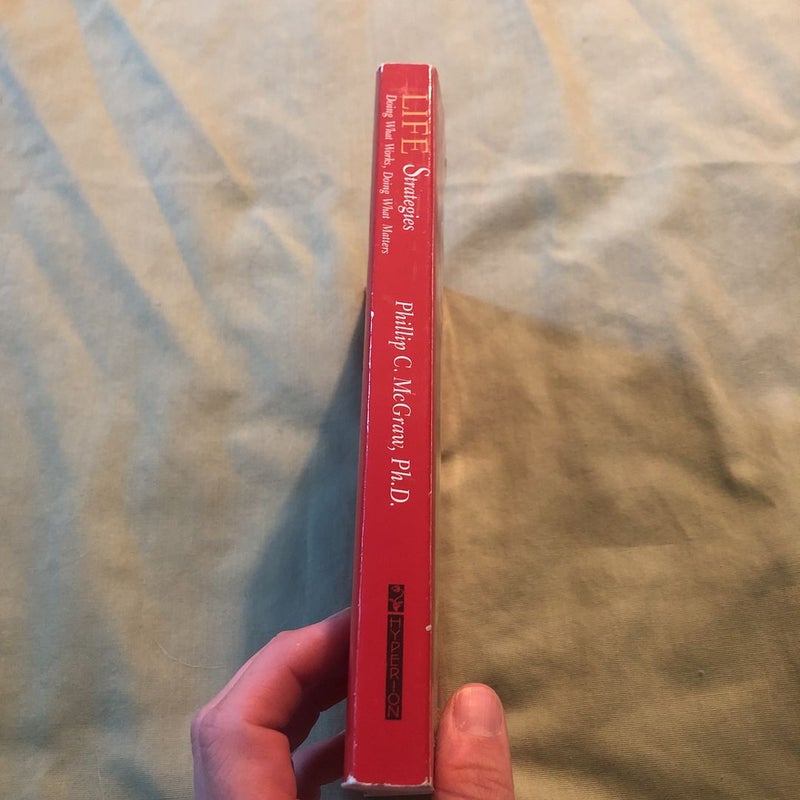 LIFE Strategies
Doing What Works, Doing What Matters
Phillip C. McGraw, Ph.D.
HYPERION